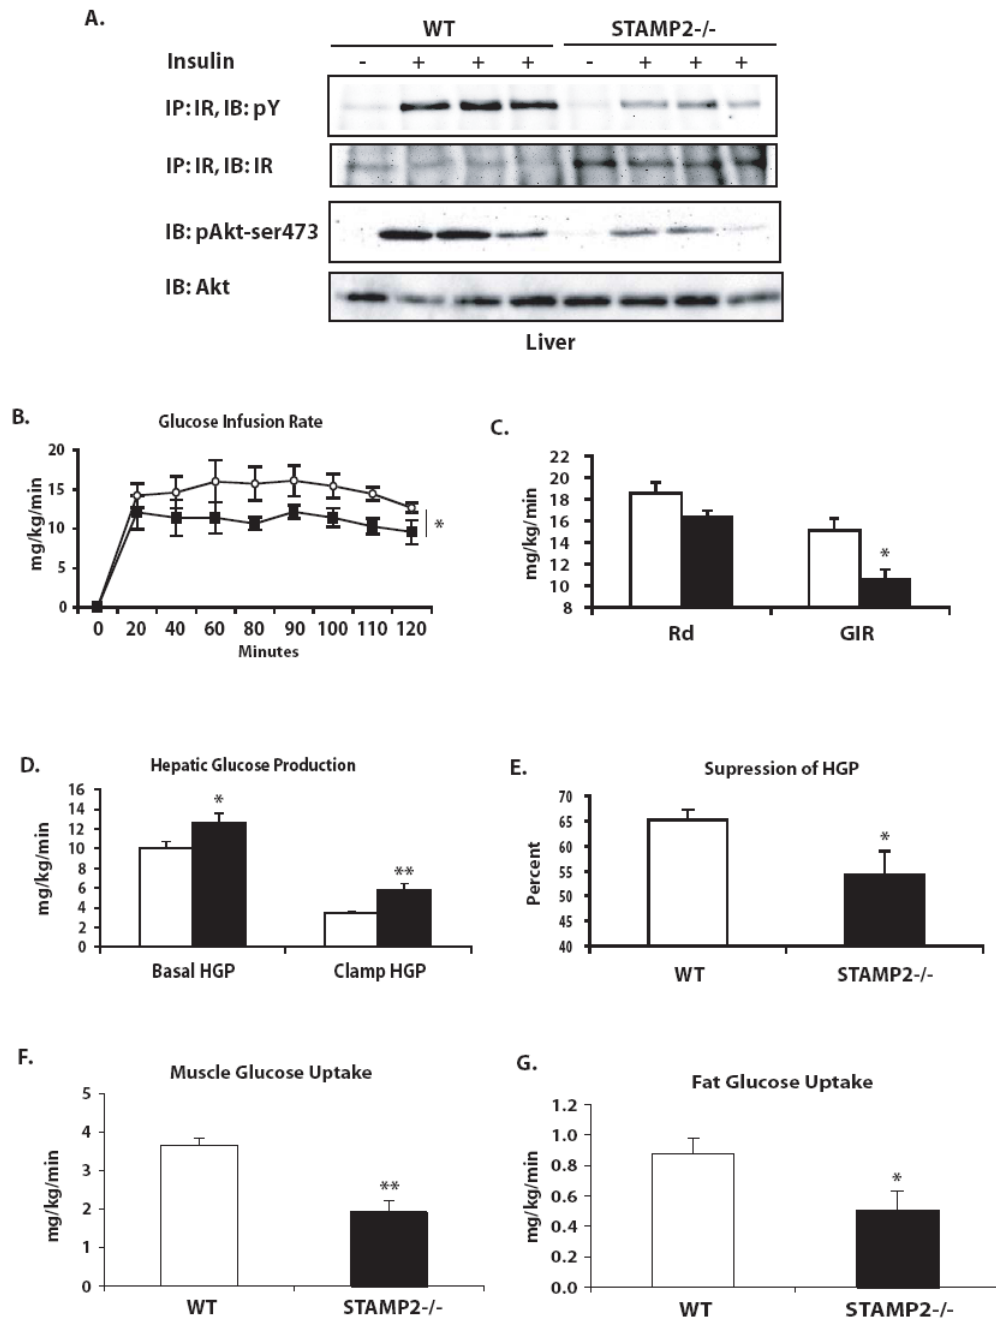 A.
WT STAMP2-/-
Insulin - + + + - + + +
IP: IR, IB: pY
IP: IR, IB: IR
IB: pAkt-ser473
IB: Akt
Liver
B.
Glucose Infusion Rate
mg/kg/min
20
15
10
5
0
*
0 20 40 60 80 90 100 110 120
Minutes
C.
mg/kg/min
22
20
18
16
14
12
10
8
*
Rd GIR
D.
Hepatic Glucose Production
mg/kg/min
16
14
12
10
8
6
4
2
0
*
**
Basal HGP Clamp HGP
E.
Supression of HGP
Percent
70
65
60
55
50
45
40
*
WT STAMP2-/-
F.
Muscle Glucose Uptake
mg/kg/min
5
4
3
2
1
0
**
WT STAMP2-/-
G.
Fat Glucose Uptake
mg/kg/min
1.2
1.0
0.8
0.6
0.4
0.2
0.0
*
WT STAMP2-/-